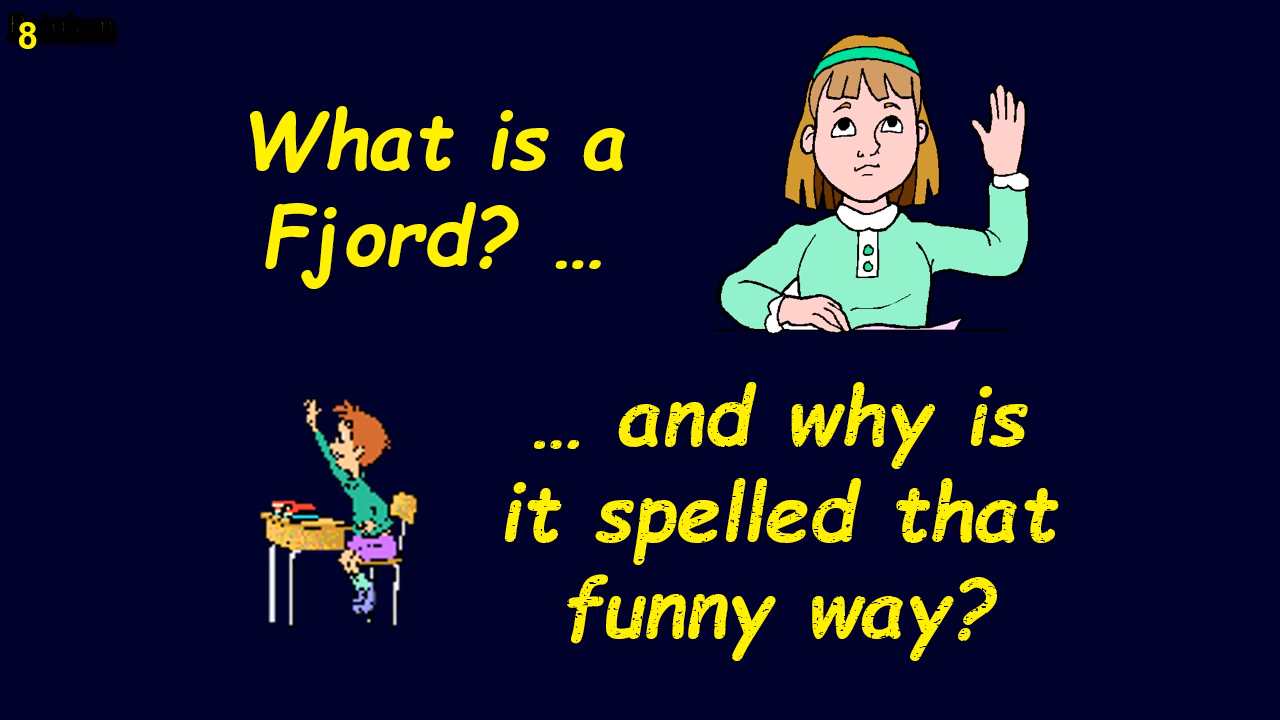 8
What is a
Fjord? ...
... and why is
it spelled that
funny way?